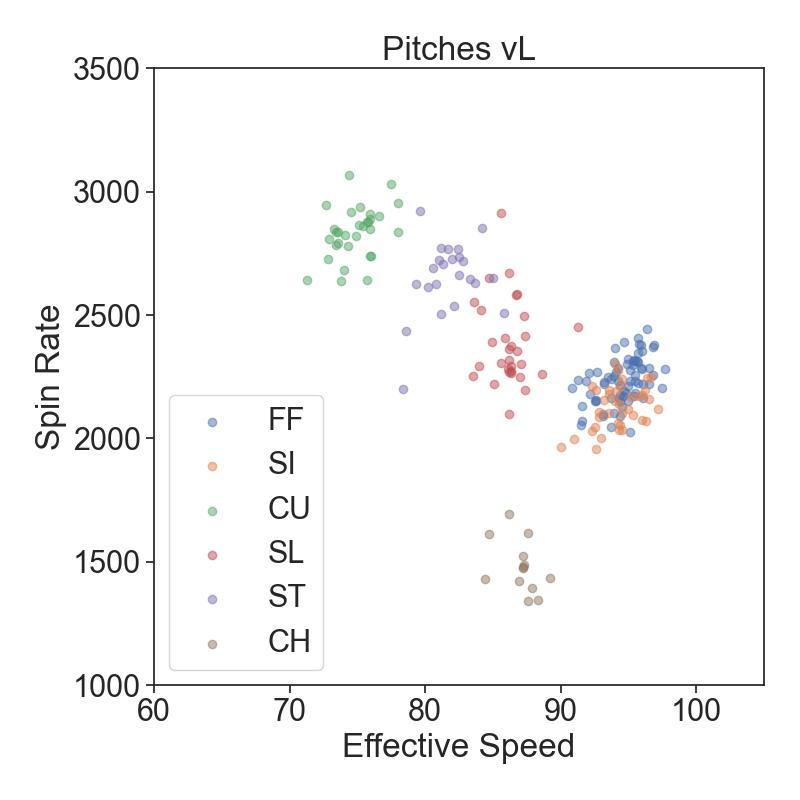 Pitches vL
3500
3000
2500
2000
1500
1000
Spin Rate
FF
SI
CU
SL
ST
CH
60
70
80
90
100
Effective Speed